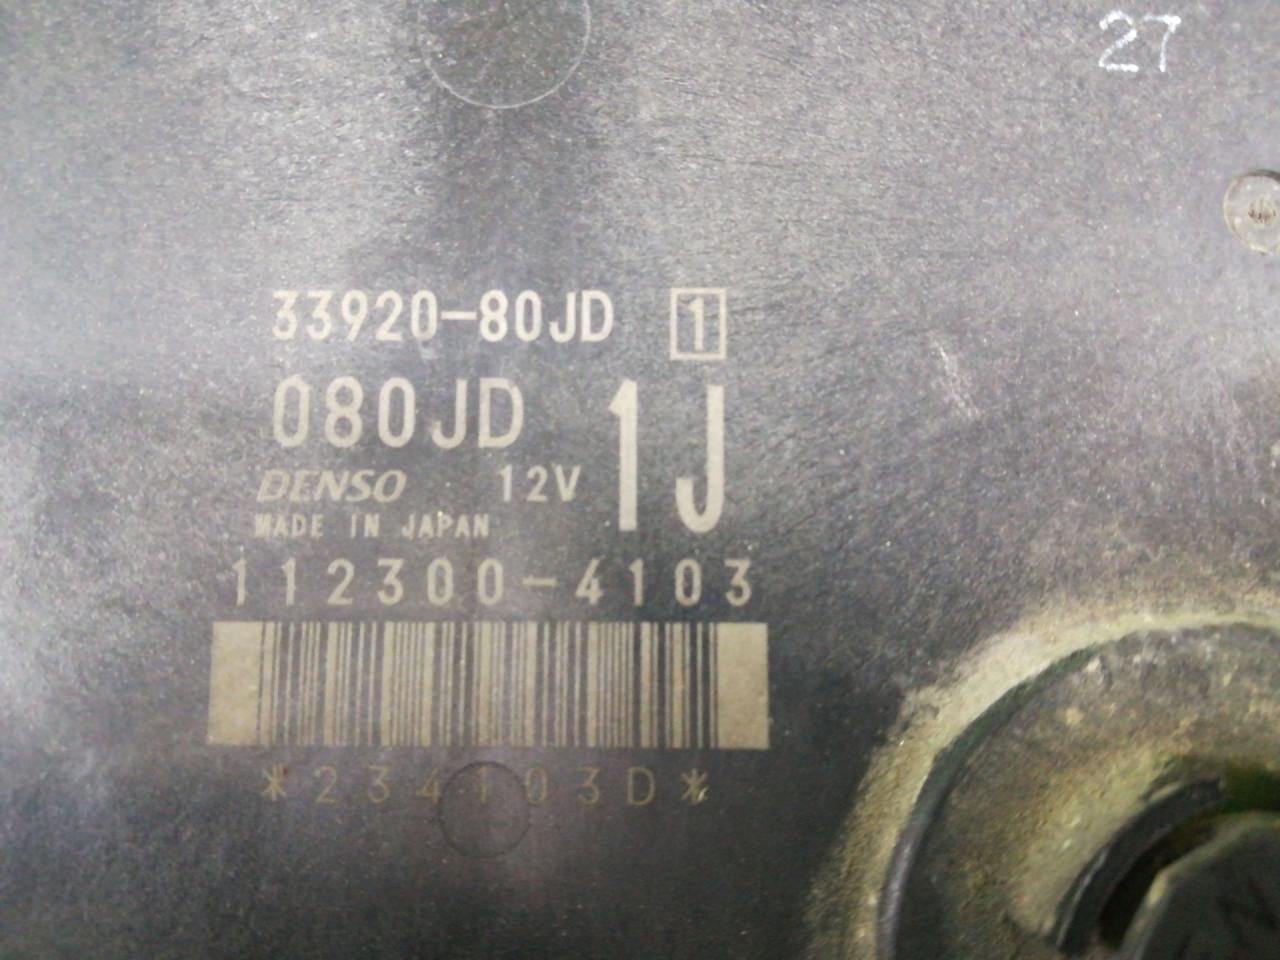 27
33920-80JD 1
080JD 1J
DENSO 12V
MADE IN JAPAN
112300-4103
*234103D*